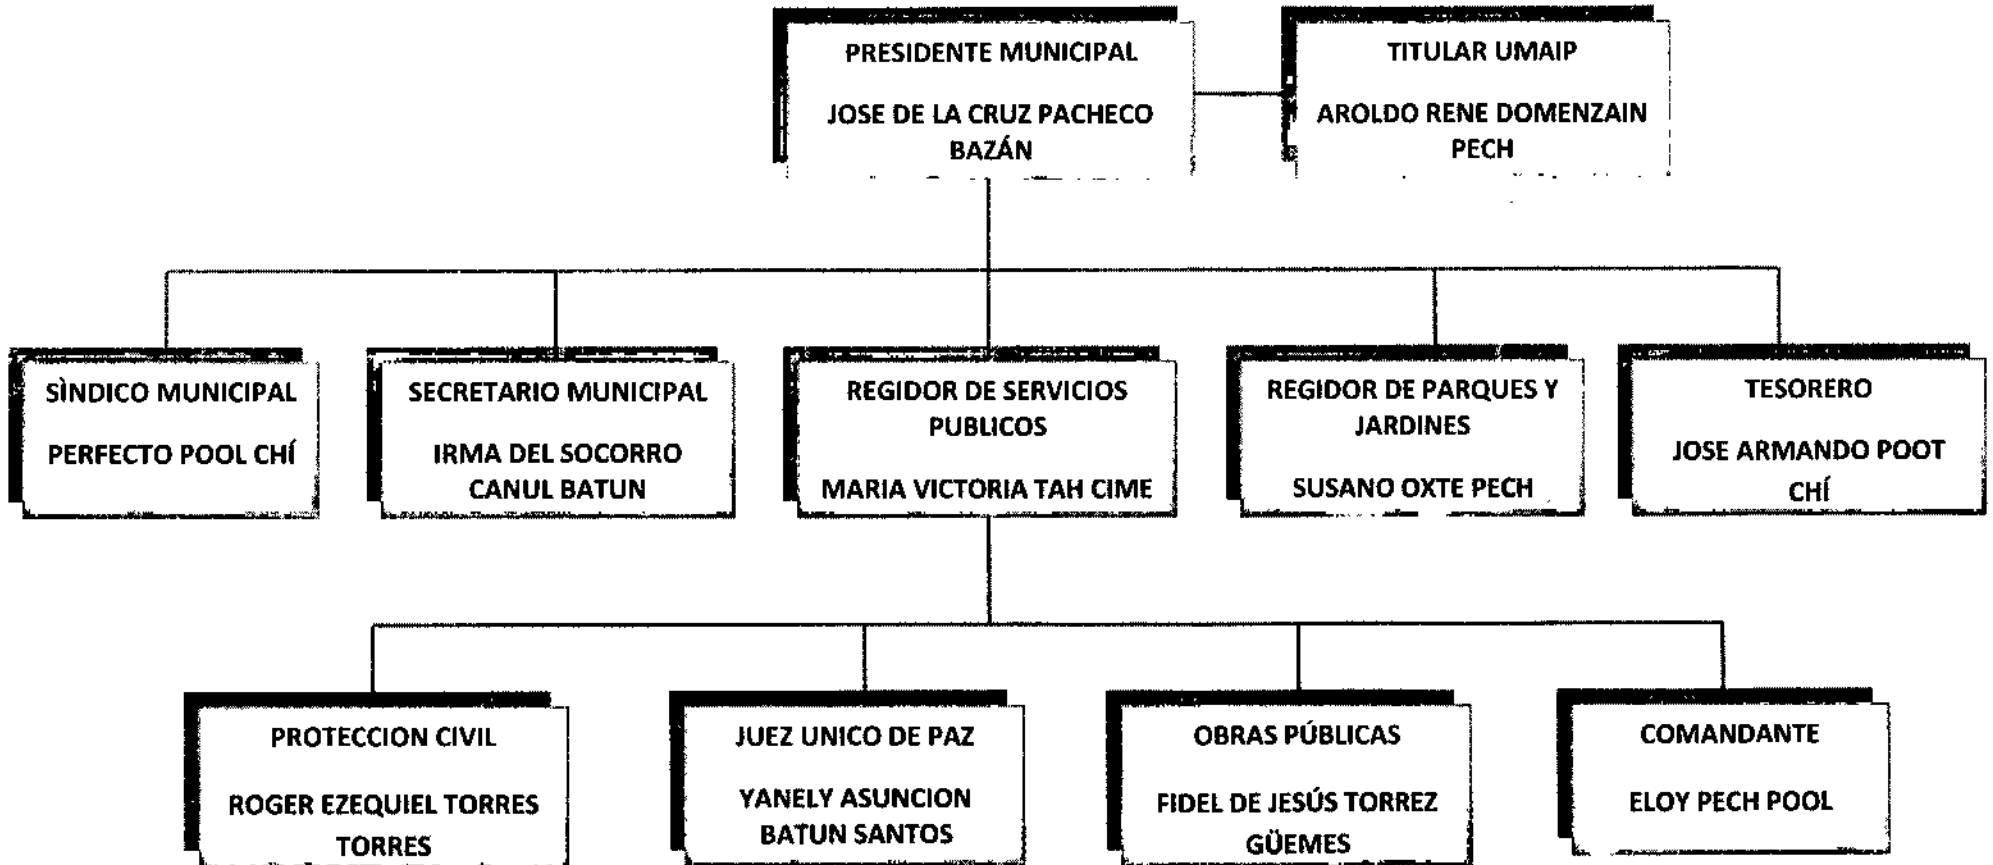 PRESIDENTE MUNICIPAL
JOSE DE LA CRUZ PACHECO
BAZÁN
TITULAR UMAIP
AROLDO RENE DOMENZAIN
PECH
SÌNDICO MUNICIPAL
PERFECTO POOL CHÍ
SECRETARIO MUNICIPAL
IRMA DEL SOCORRO
CANUL BATUN
REGIDOR DE SERVICIOS
PUBLICOS
MARIA VICTORIA TAH CIME
REGIDOR DE PARQUES Y
JARDINES
SUSANO OXTE PECH
TESORERO
JOSE ARMANDO POOT
CHÍ
PROTECCION CIVIL
ROGER EZEQUIEL TORRES
TORRES
JUEZ UNICO DE PAZ
YANELY ASUNCION
BATUN SANTOS
OBRAS PÚBLICAS
FIDEL DE JESÚS TORREZ
GÜEMES
COMANDANTE
ELOY PECH POOL